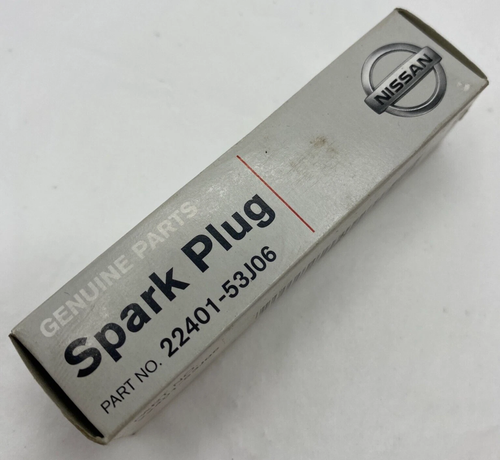 NISSAN
GENUINE PARTS
Spark Plug
PART NO. 22401-53J06